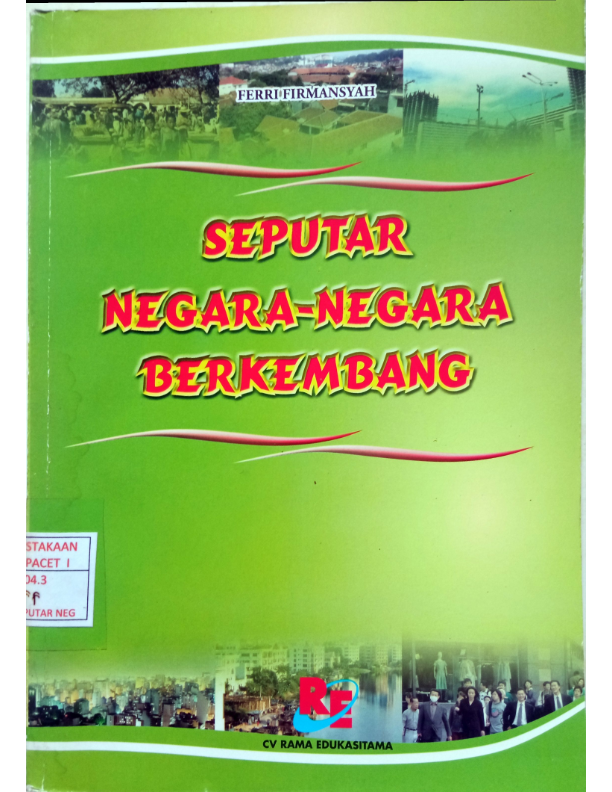 FERRI FIRMANSYAH
SEPUTAR
NEGARA-NEGARA
BERKEMBANG
STAKAAN
PACET I
04.3
PUTAR NEG
RE
CV RAMA EDUKASITAMA